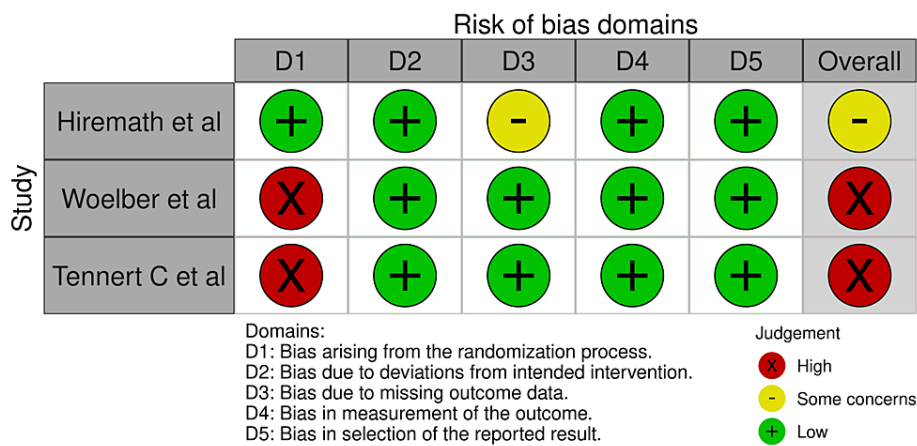 Risk of bias domains
D1 D2 D3 D4 D5 Overall
Study
Hiremath et al + + - + + -
Woelber et al X + + + + X
Tennert C et al X + + + + X
Domains:
D1: Bias arising from the randomization process.
D2: Bias due to deviations from intended intervention.
D3: Bias due to missing outcome data.
D4: Bias in measurement of the outcome.
D5: Bias in selection of the reported result.
Judgement
X High
- Some concerns
+ Low